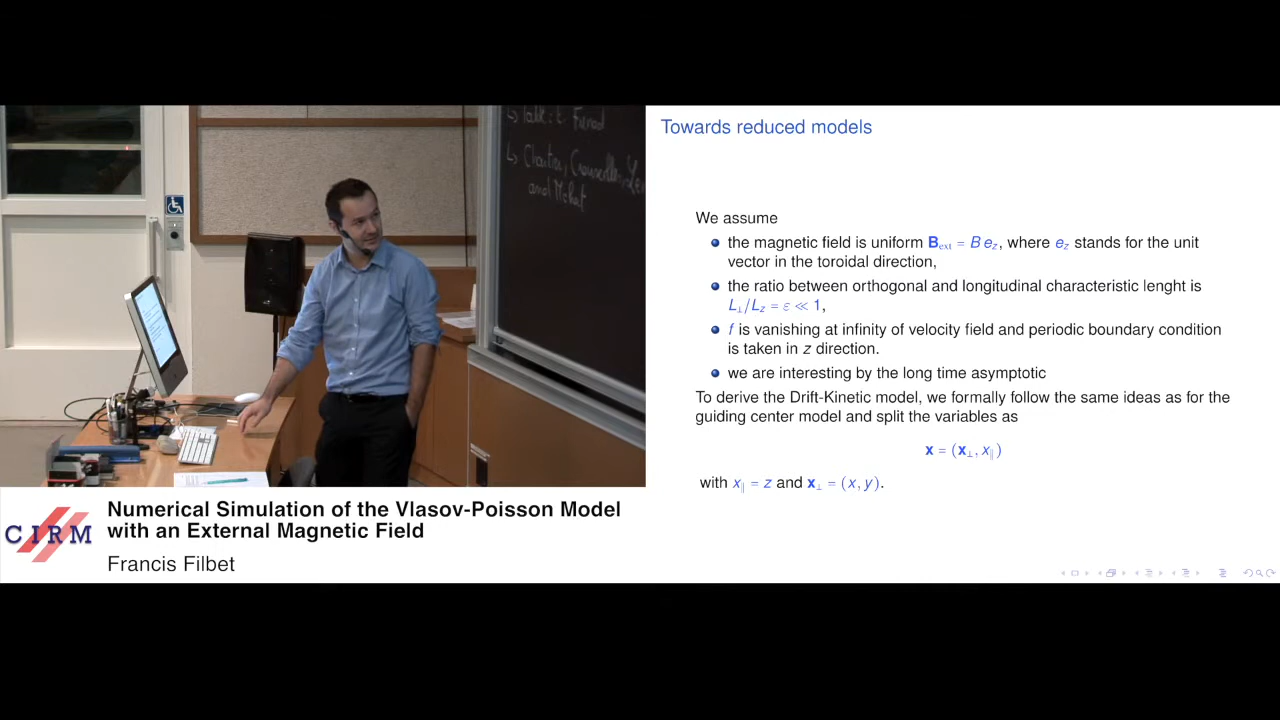 Talk : E.
and
Towards reduced models
We assume
the magnetic field is uniform B_ext = B e_z, where e_z stands for the unit
vector in the toroidal direction,
the ratio between orthogonal and longitudinal characteristic lenght is
L_⊥/L_z = ε ≪ 1,
f is vanishing at infinity of velocity field and periodic boundary condition
is taken in z direction.
we are interesting by the long time asymptotic
To derive the Drift-Kinetic model, we formally follow the same ideas as for the
guiding center model and split the variables as
x = (x_⊥, x_∥)
with x_∥ = z and x_⊥ = (x, y).
CIRM
Numerical Simulation of the Vlasov-Poisson Model
with an External Magnetic Field
Francis Filbet